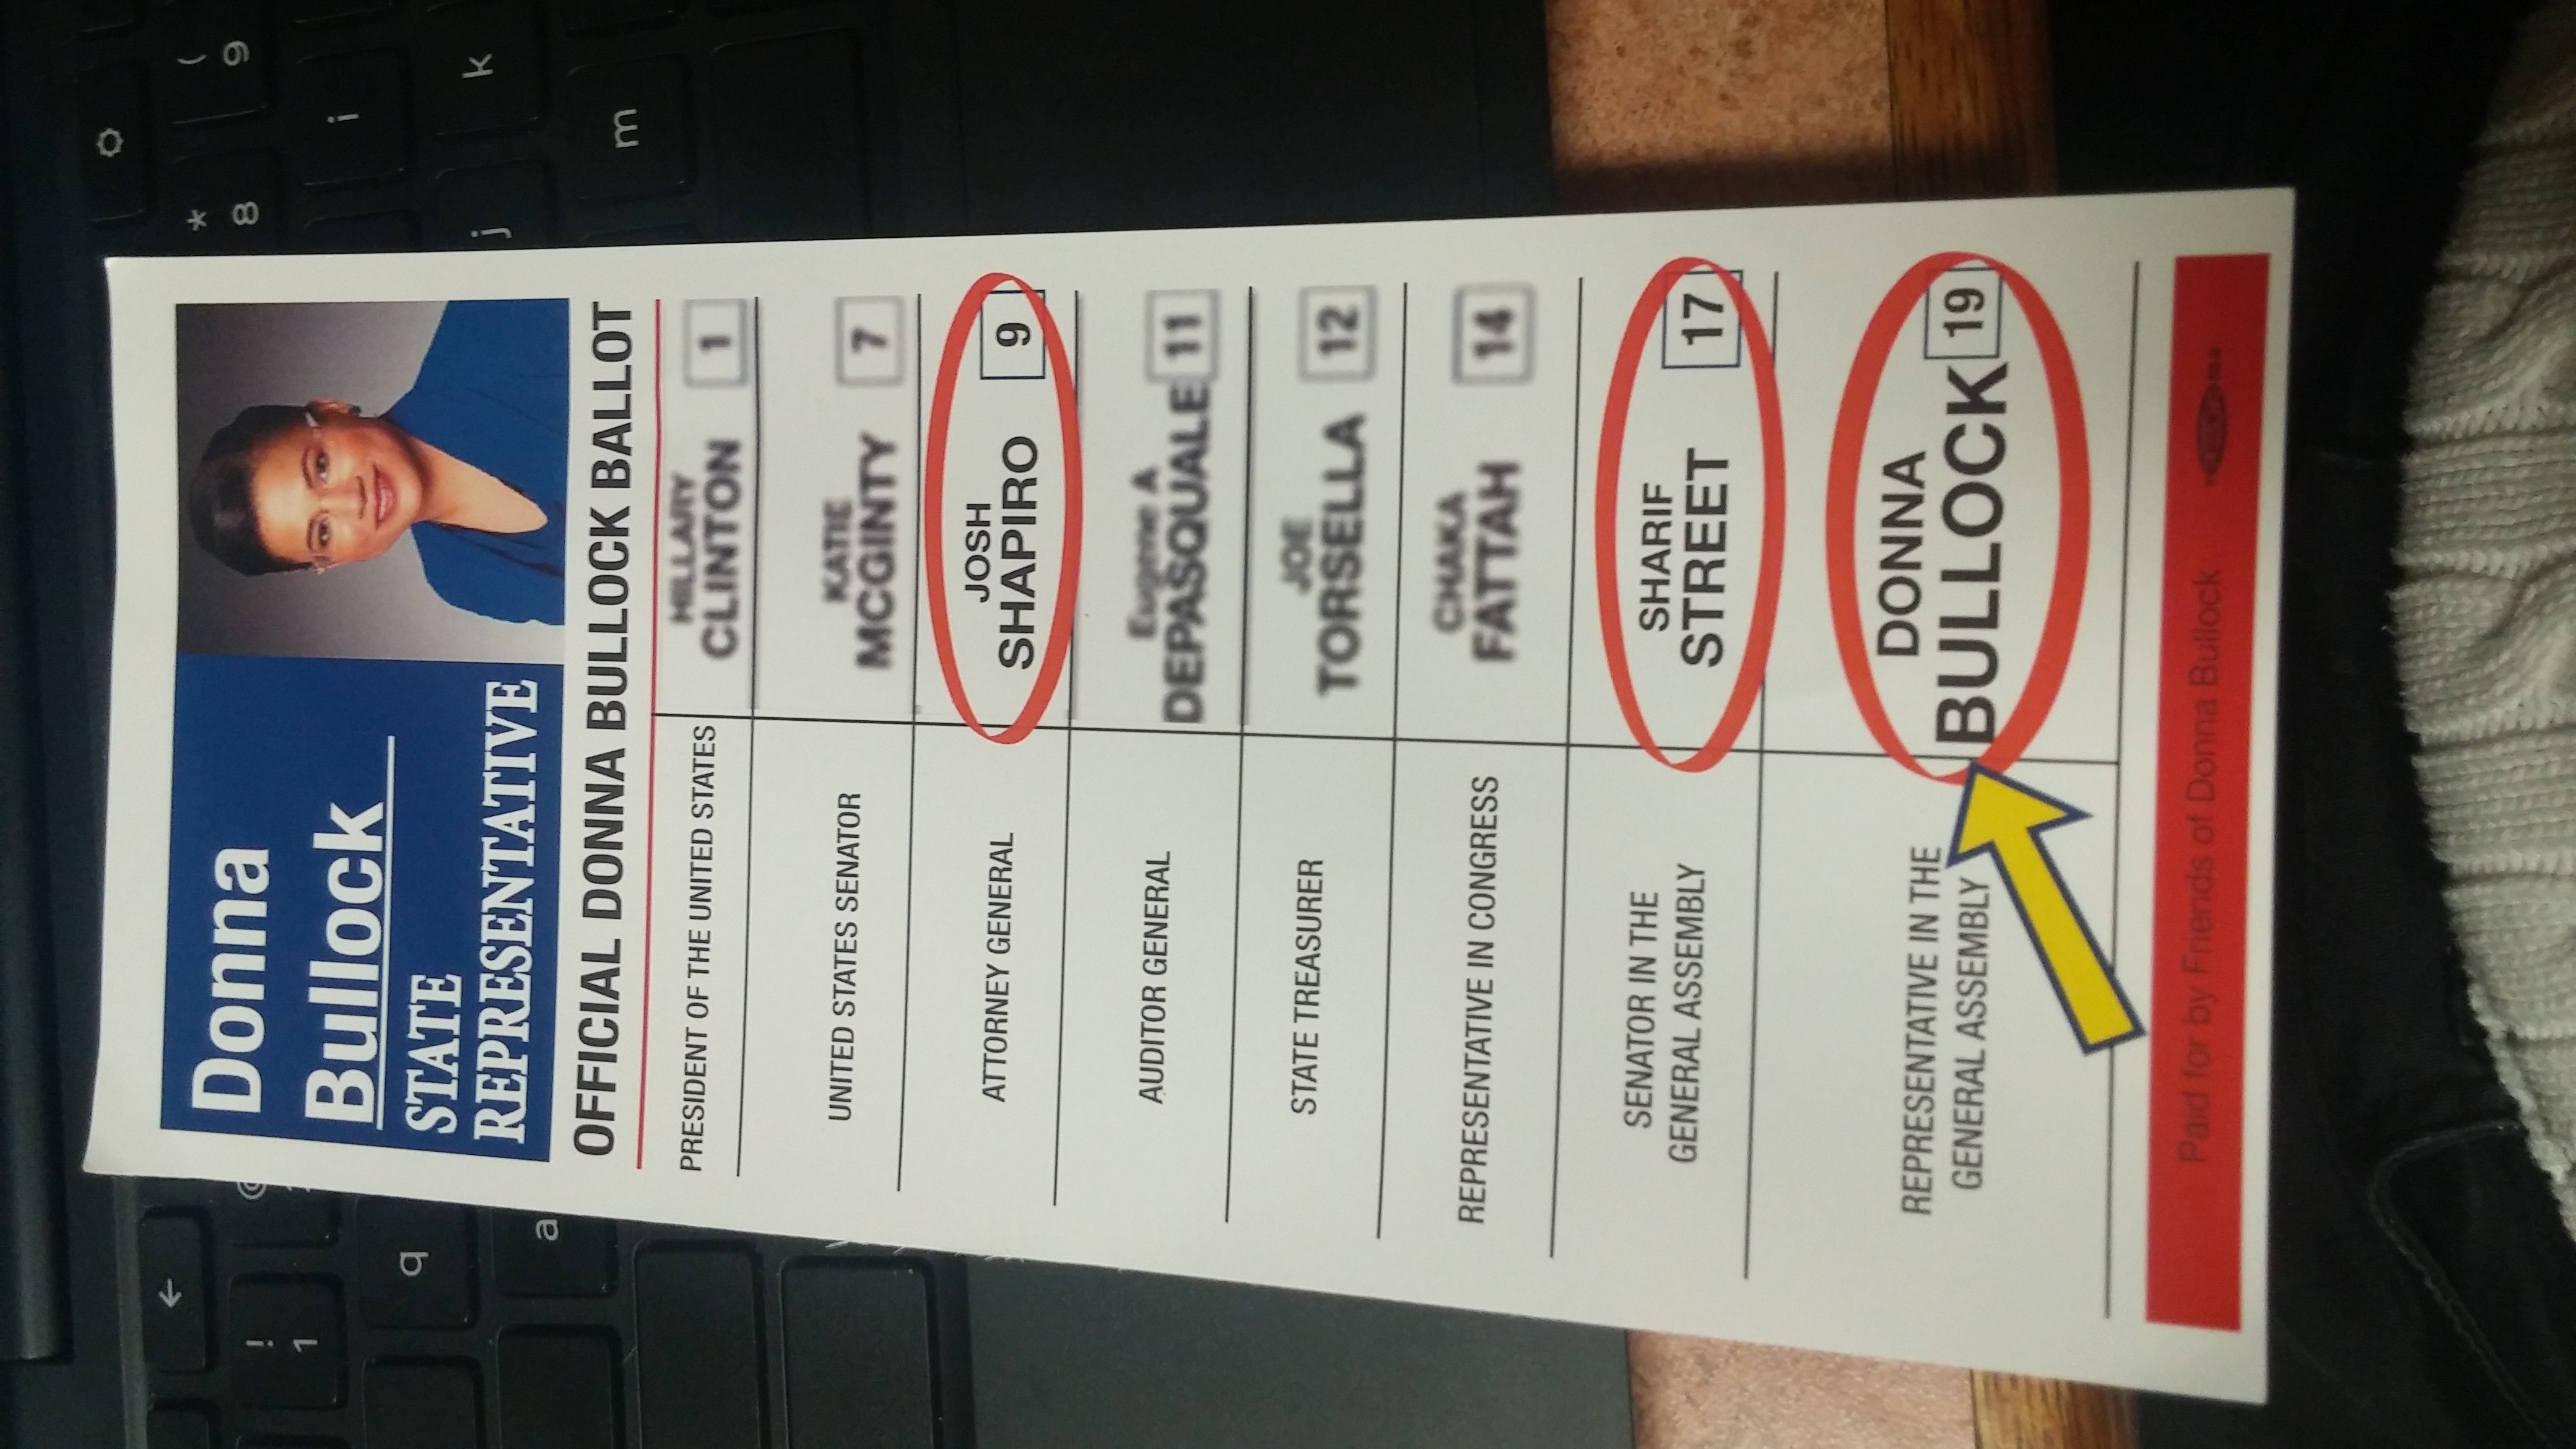 Donna
Bullock
STATE
REPRESENTATIVE
OFFICIAL DONNA BULLOCK BALLOT
PRESIDENT OF THE UNITED STATES
HILLARY
CLINTON
1
UNITED STATES SENATOR
KATIE
MCGINTY
7
ATTORNEY GENERAL
JOSH
SHAPIRO
9
AUDITOR GENERAL
Eugene A
DEPASQUALE
11
STATE TREASURER
JOE
TORSELLA
12
REPRESENTATIVE IN CONGRESS
CHAKA
FATTAH
14
SENATOR IN THE
GENERAL ASSEMBLY
SHARIF
STREET
17
REPRESENTATIVE IN THE
GENERAL ASSEMBLY
DONNA
BULLOCK
19
Paid for by Friends of Donna Bullock
( 9
* 8
i
k
j
m
! 1
q
a